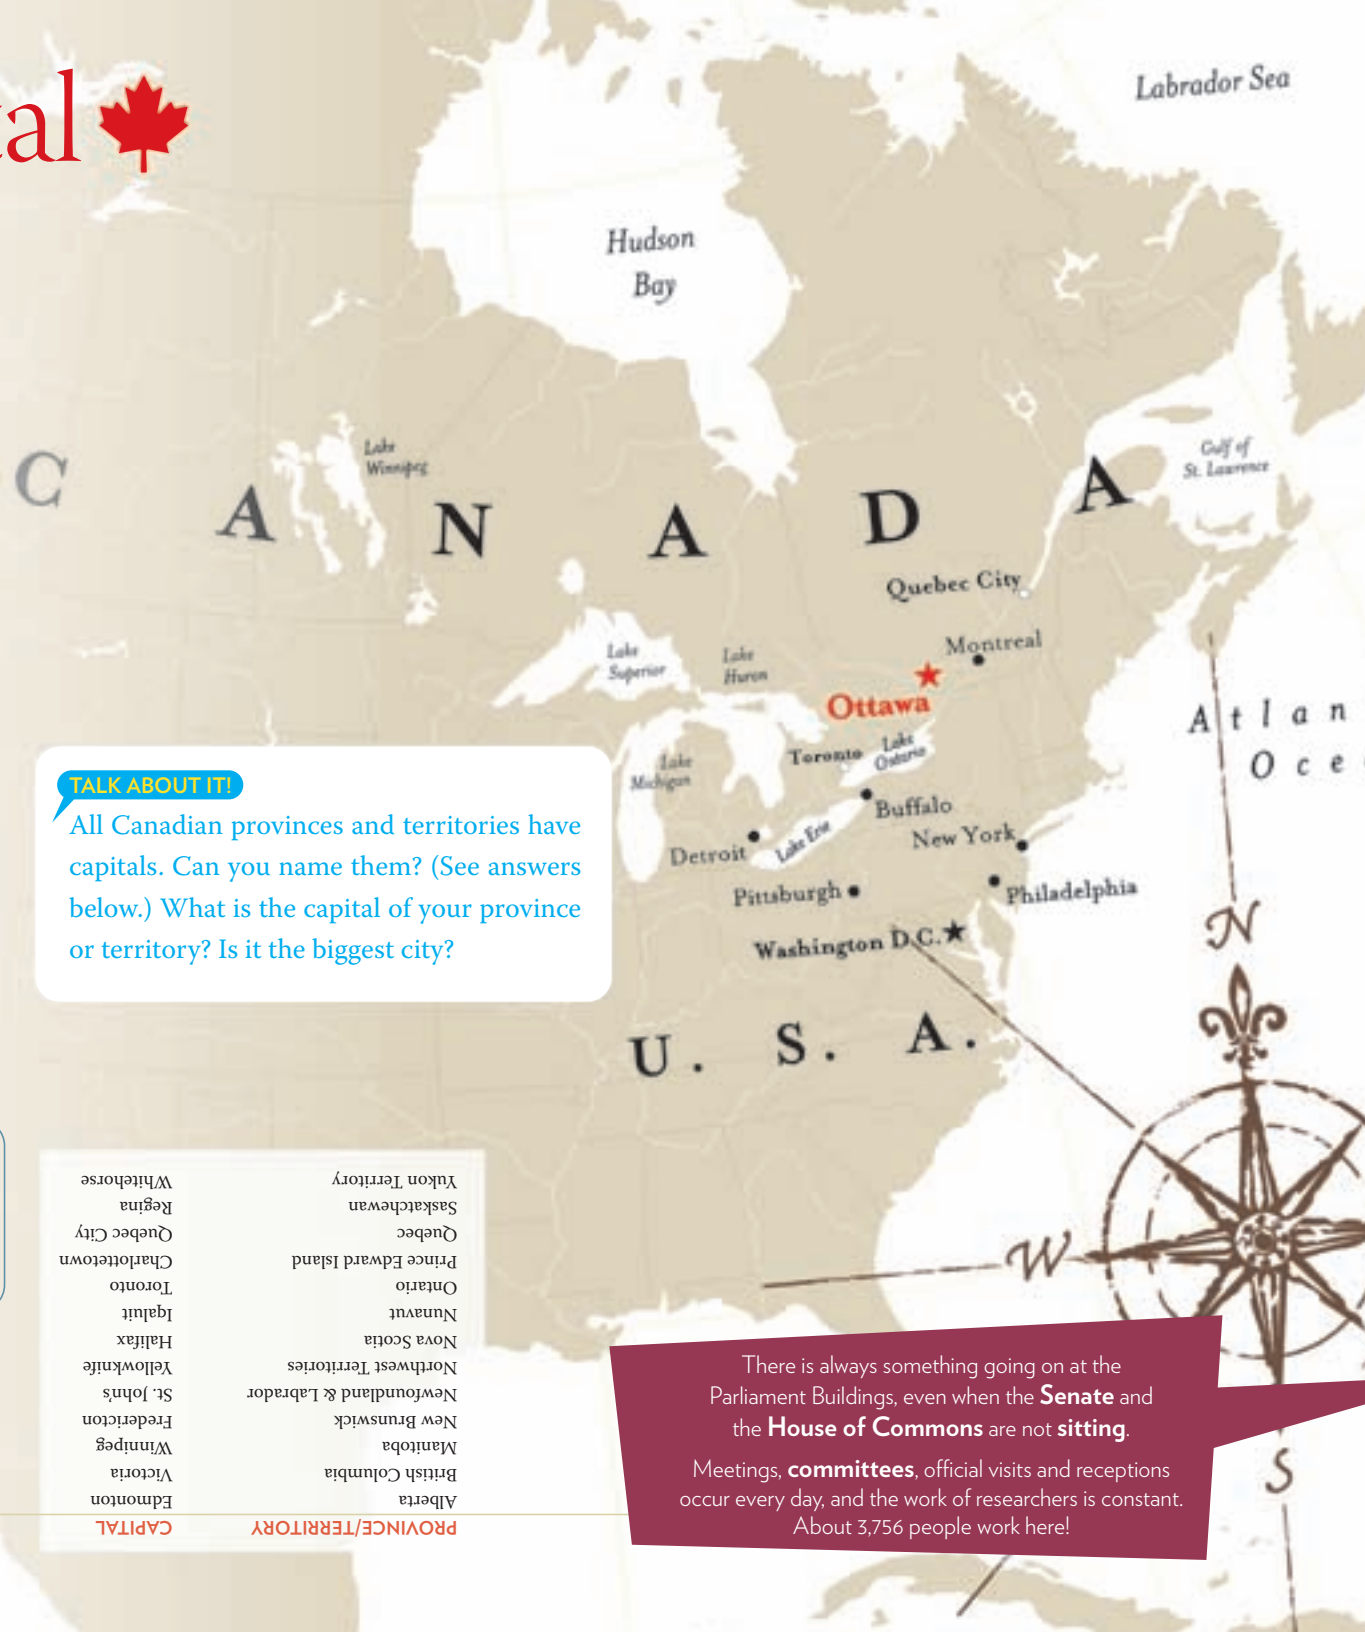 tal
Labrador Sea
Hudson
Bay
Lake
Winnipeg
Gulf of
St. Lawrence
C A N A D A
Quebec City
Montreal
Lake
Superior
Lake
Huron
Ottawa
Atlan
Oce
Toronto
Lake
Ontario
Lake
Michigan
Buffalo
New York
Detroit
Lake Erie
Pittsburgh
Philadelphia
Washington D.C.
U. S. A.
N
W
S
TALK ABOUT IT!
All Canadian provinces and territories have
capitals. Can you name them? (See answers
below.) What is the capital of your province
or territory? Is it the biggest city?
PROVINCE/TERRITORY CAPITAL
Alberta Edmonton
British Columbia Victoria
Manitoba Winnipeg
New Brunswick Fredericton
Newfoundland & Labrador St. John's
Northwest Territories Yellowknife
Nova Scotia Halifax
Nunavut Iqaluit
Ontario Toronto
Prince Edward Island Charlottetown
Quebec Quebec City
Saskatchewan Regina
Yukon Territory Whitehorse
There is always something going on at the
Parliament Buildings, even when the Senate and
the House of Commons are not sitting.
Meetings, committees, official visits and receptions
occur every day, and the work of researchers is constant.
About 3,756 people work here!